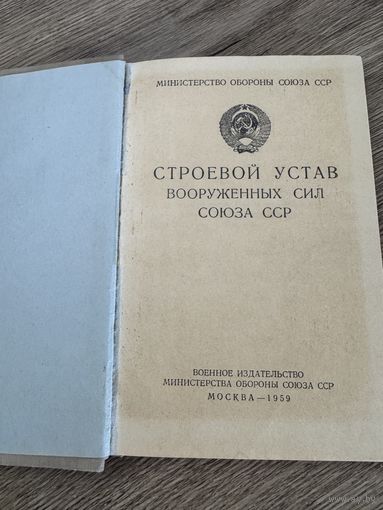 МИНИСТЕРСТВО ОБОРОНЫ СОЮЗА ССР
СТРОЕВОЙ УСТАВ
ВООРУЖЕННЫХ СИЛ
СОЮЗА ССР
ВОЕННОЕ ИЗДАТЕЛЬСТВО
МИНИСТЕРСТВА ОБОРОНЫ СОЮЗА ССР
МОСКВА—1959